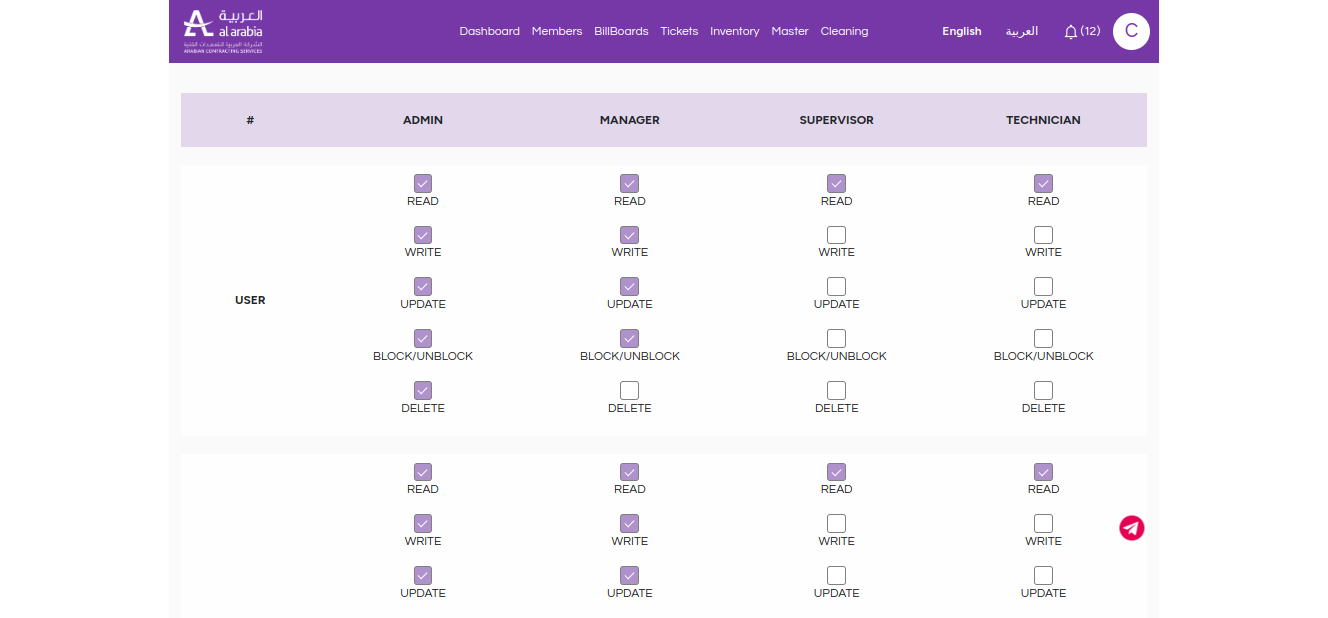 العربية
al arabia
الشركة العربية للتعهدات الفنية
ARABIAN CONTRACTING SERVICES
Dashboard Members BillBoards Tickets Inventory Master Cleaning English العربية (12) C
# ADMIN MANAGER SUPERVISOR TECHNICIAN
READ READ READ READ
WRITE WRITE WRITE WRITE
USER
UPDATE UPDATE UPDATE UPDATE
BLOCK/UNBLOCK BLOCK/UNBLOCK BLOCK/UNBLOCK BLOCK/UNBLOCK
DELETE DELETE DELETE DELETE
READ READ READ READ
WRITE WRITE WRITE WRITE
UPDATE UPDATE UPDATE UPDATE